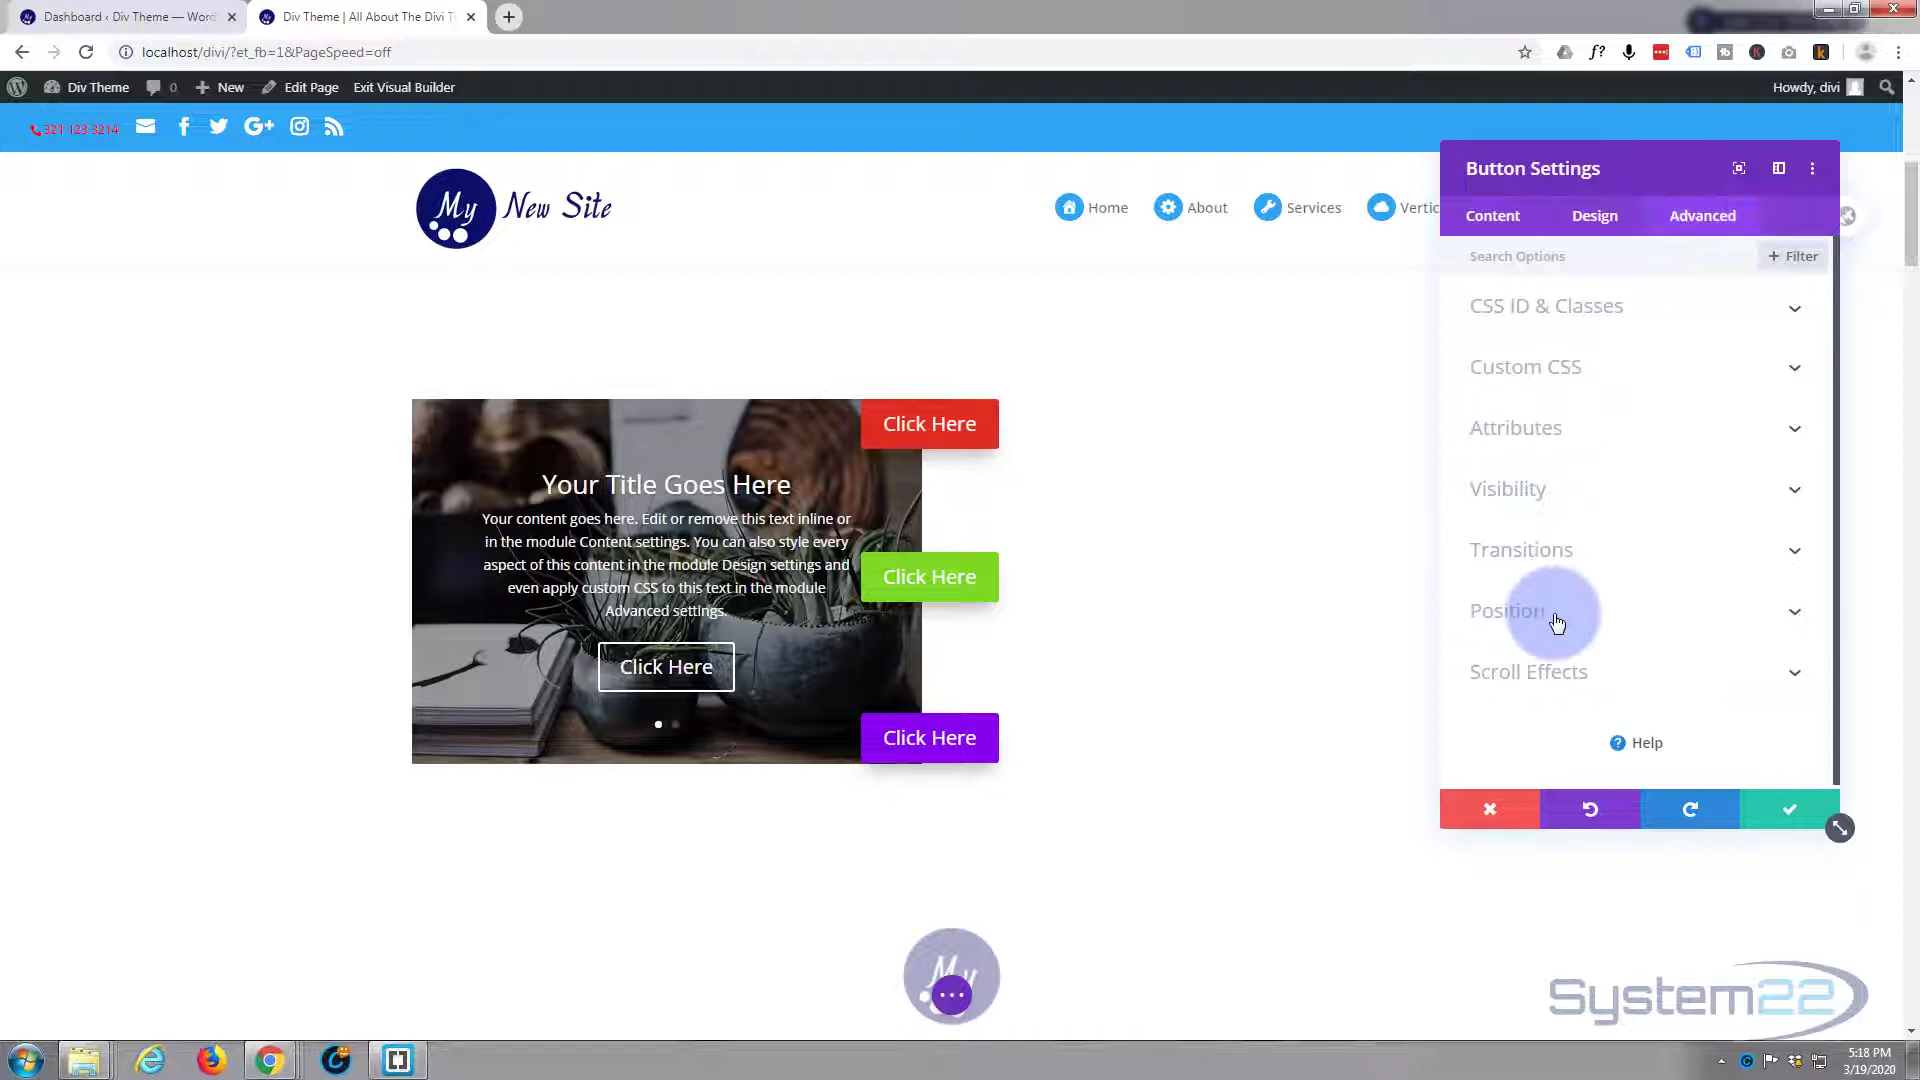 Dashboard ‹ Div Theme — Word
Div Theme | All About The Divi T
localhost/divi/?et_fb=1&PageSpeed=off
f?
Div Theme
0
New
Edit Page
Exit Visual Builder
Howdy, divi
321 123 3214
G+
My New Site
Home
About
Services
Vertic
Button Settings
Content
Design
Advanced
Search Options
+ Filter
CSS ID & Classes
Custom CSS
Attributes
Visibility
Transitions
Position
Scroll Effects
? Help
Click Here
Your Title Goes Here
Your content goes here. Edit or remove this text inline or
in the module Content settings. You can also style every
aspect of this content in the module Design settings and
even apply custom CSS to this text in the module
Advanced settings.
Click Here
Click Here
Click Here
My
System22
5:18 PM
3/19/2020